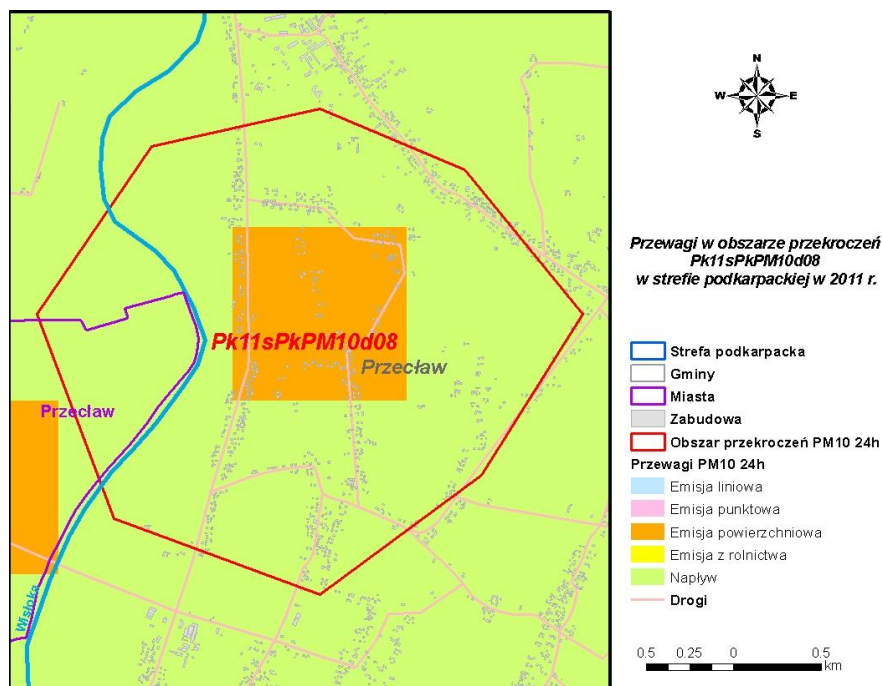 Pk11sPkPM10d08
Przecław
Przecław
Wisłoka
N
W
E
S
Przewagi w obszarze przekroczeń
Pk11sPkPM10d08
w strefie podkarpackiej w 2011 r.
Strefa podkarpacka
Gminy
Miasta
Zabudowa
Obszar przekroczeń PM10 24h
Przewagi PM10 24h
Emisja liniowa
Emisja punktowa
Emisja powierzchniowa
Emisja z rolnictwa
Napływ
Drogi
0.5 0.25 0 0.5
km